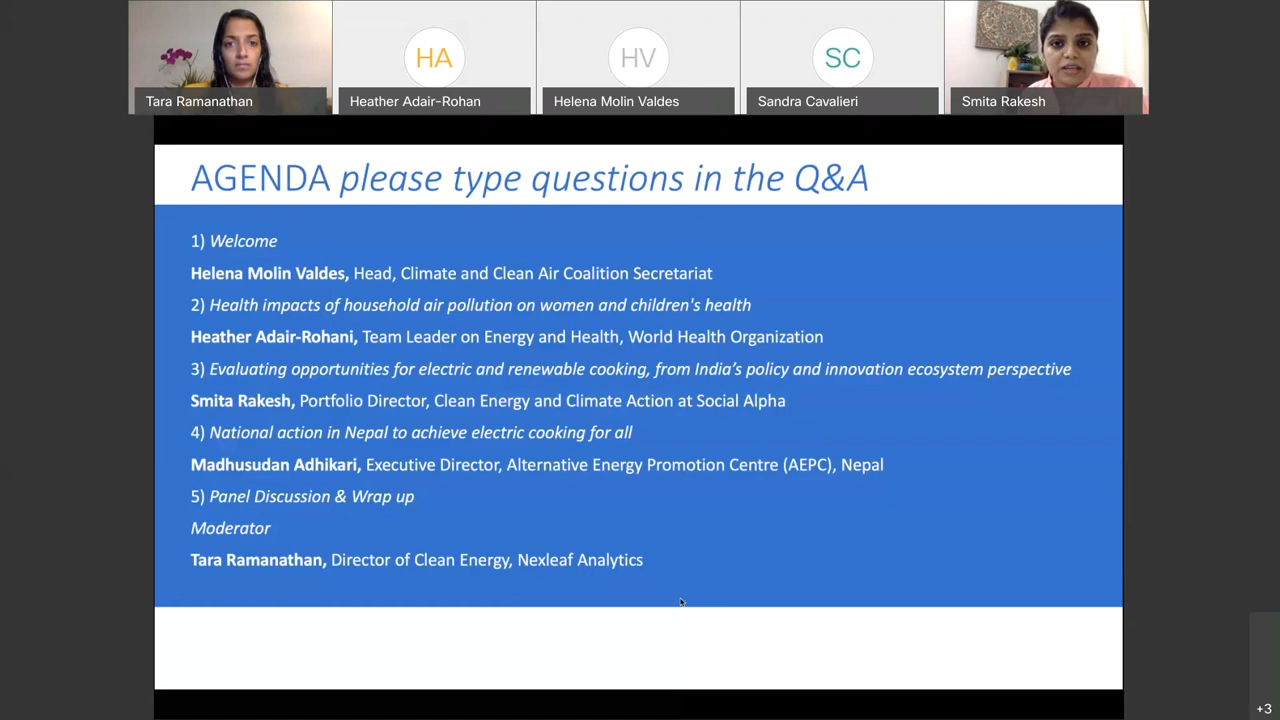 Tara Ramanathan
HA
Heather Adair-Rohan
HV
Helena Molin Valdes
SC
Sandra Cavalieri
Smita Rakesh
AGENDA please type questions in the Q&A
1) Welcome
Helena Molin Valdes, Head, Climate and Clean Air Coalition Secretariat
2) Health impacts of household air pollution on women and children's health
Heather Adair-Rohani, Team Leader on Energy and Health, World Health Organization
3) Evaluating opportunities for electric and renewable cooking, from India’s policy and innovation ecosystem perspective
Smita Rakesh, Portfolio Director, Clean Energy and Climate Action at Social Alpha
4) National action in Nepal to achieve electric cooking for all
Madhusudan Adhikari, Executive Director, Alternative Energy Promotion Centre (AEPC), Nepal
5) Panel Discussion & Wrap up
Moderator
Tara Ramanathan, Director of Clean Energy, Nexleaf Analytics
+3